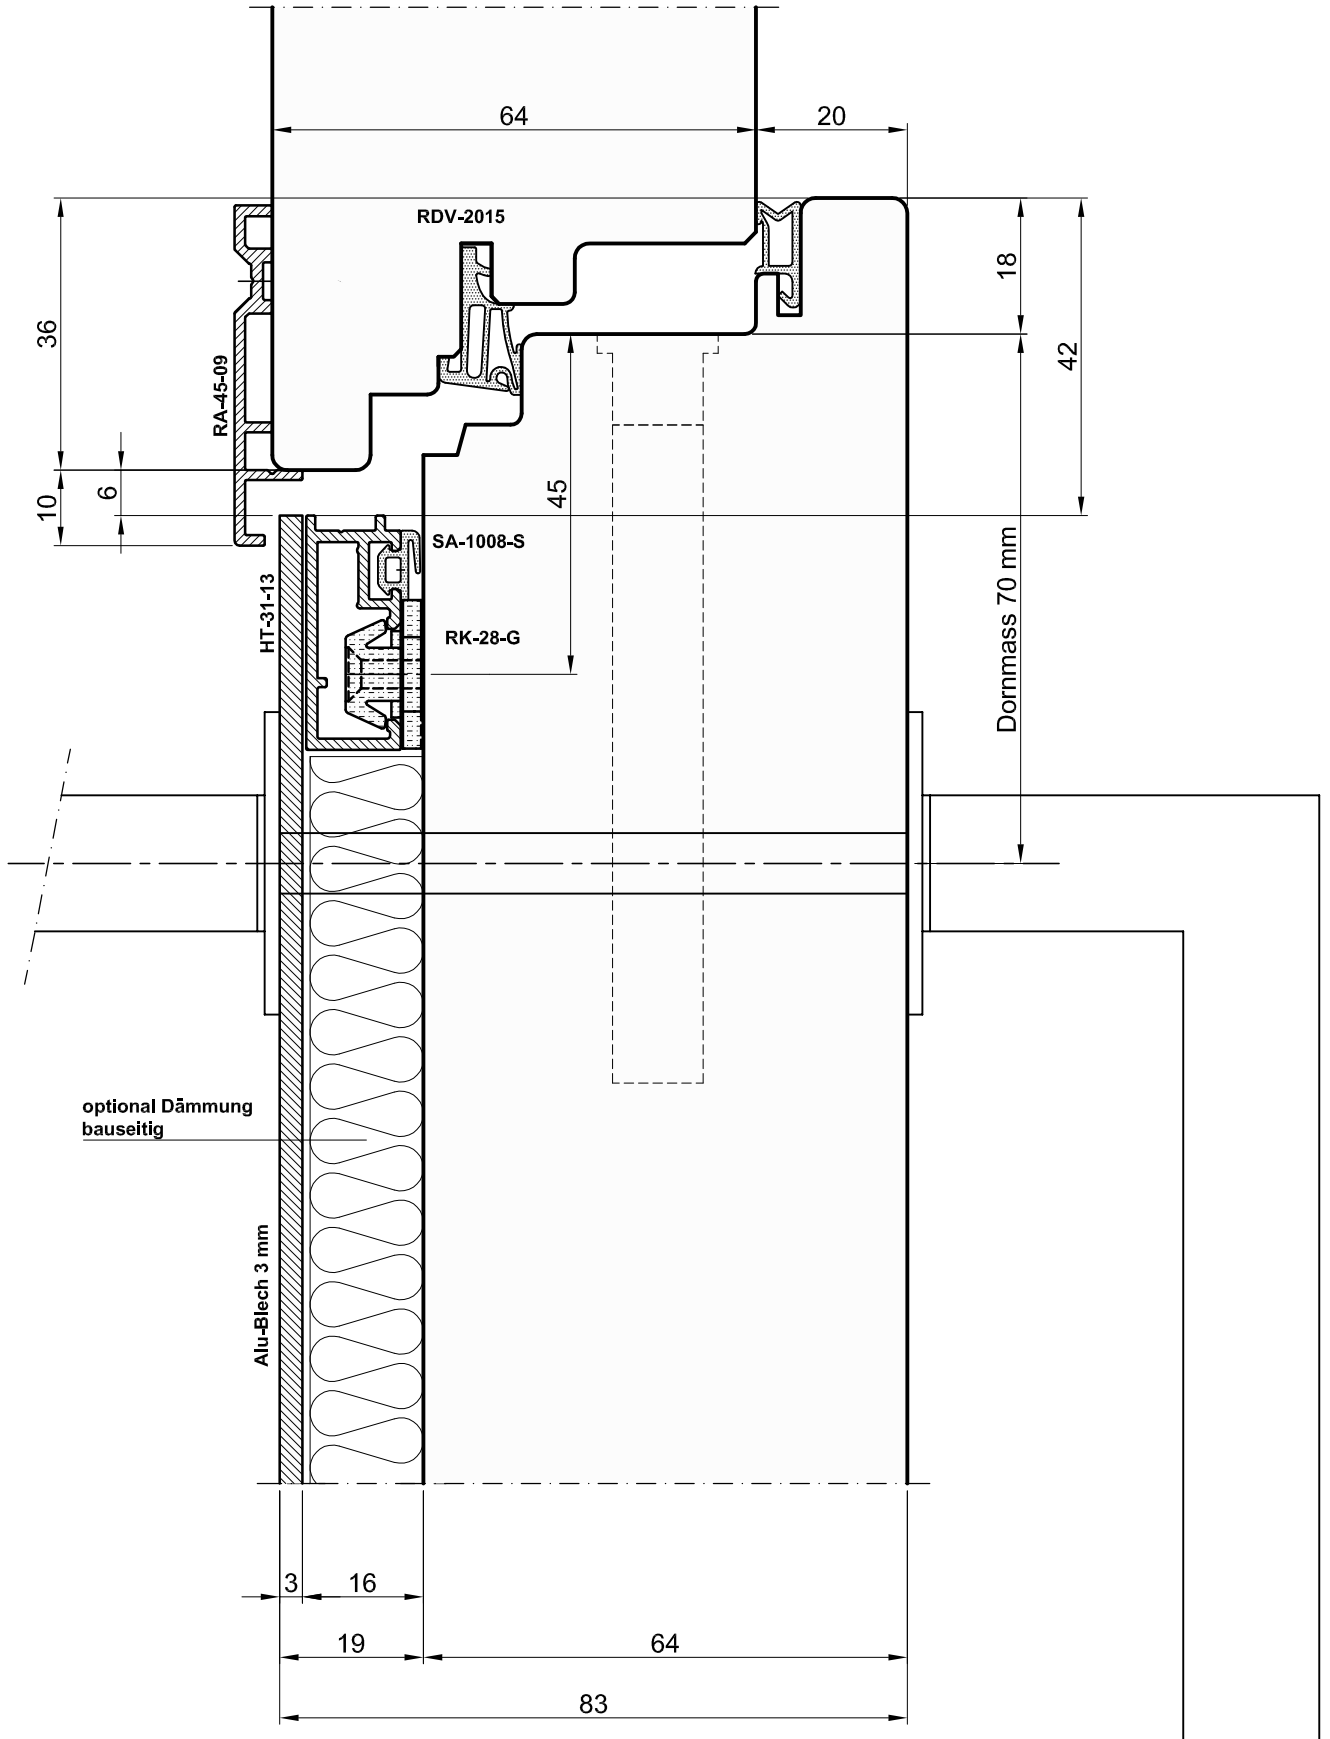 64
20
RDV-2015
18
36
42
RA-45-09
6
10
45
SA-1008-S
HT-31-13
RK-28-G
Dornmass 70 mm
optional Dämmung
bauseitig
Alu-Blech 3 mm
3
16
19
64
83